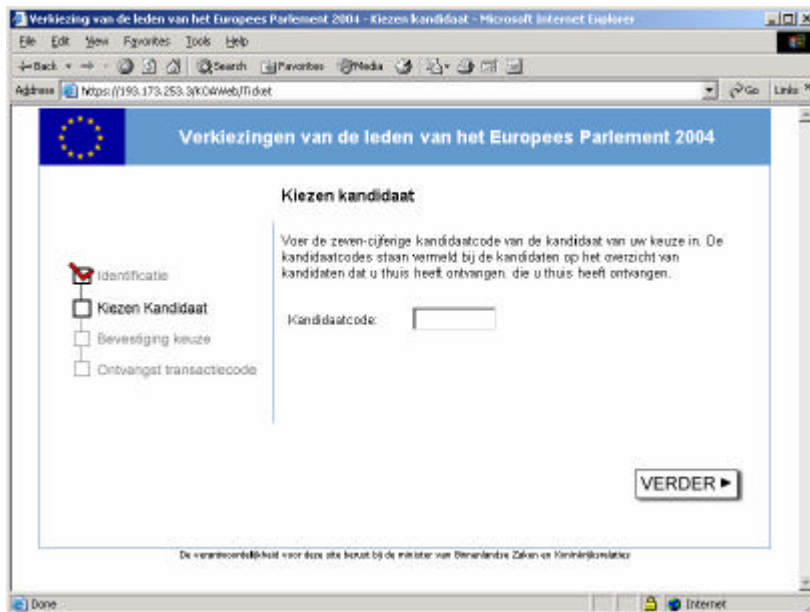 Verkiezing van de leden van het Europees Parlement 2004 - Kiezen kandidaat - Microsoft Internet Explorer
File Edit View Favorites Tools Help
Back Search Favorites Media
Address https://193.173.253.3/KOAWeb/Ticket Go Links
Verkiezingen van de leden van het Europees Parlement 2004
Kiezen kandidaat
Voer de zeven-cijferige kandidaatcode van de kandidaat van uw keuze in. De
kandidaatcodes staan vermeld bij de kandidaten op het overzicht van
kandidaten dat u thuis heeft ontvangen. die u thuis heeft ontvangen.
Identificatie
Kiezen Kandidaat
Bevestiging keuze
Ontvangst transactiecode
Kandidaatcode:
VERDER
De verantwoordelijkheid voor deze site berust bij de minister van Binnenlandse Zaken en Koninkrijksrelaties
Done Internet